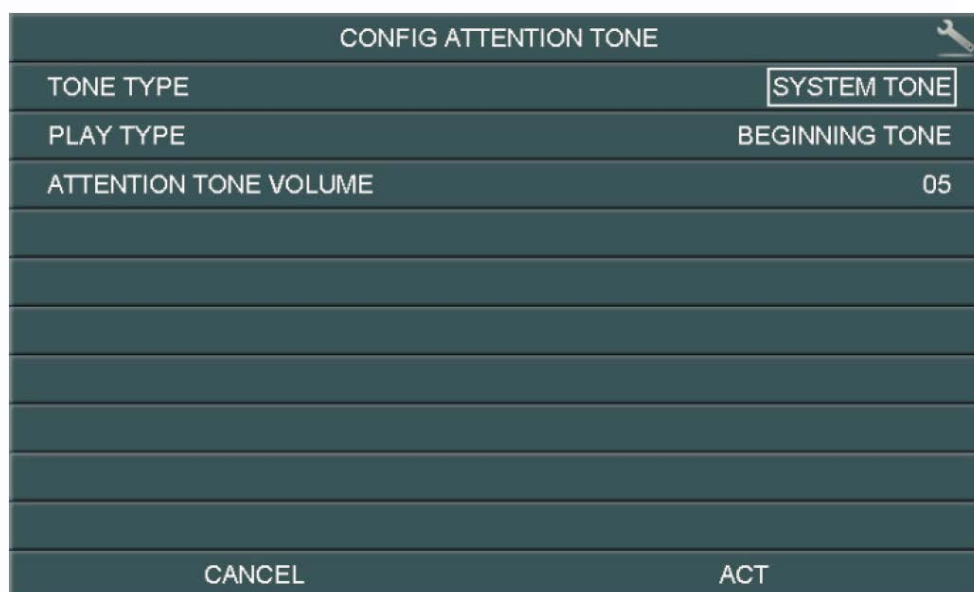 CONFIG ATTENTION TONE
TONE TYPE SYSTEM TONE
PLAY TYPE BEGINNING TONE
ATTENTION TONE VOLUME 05
CANCEL ACT